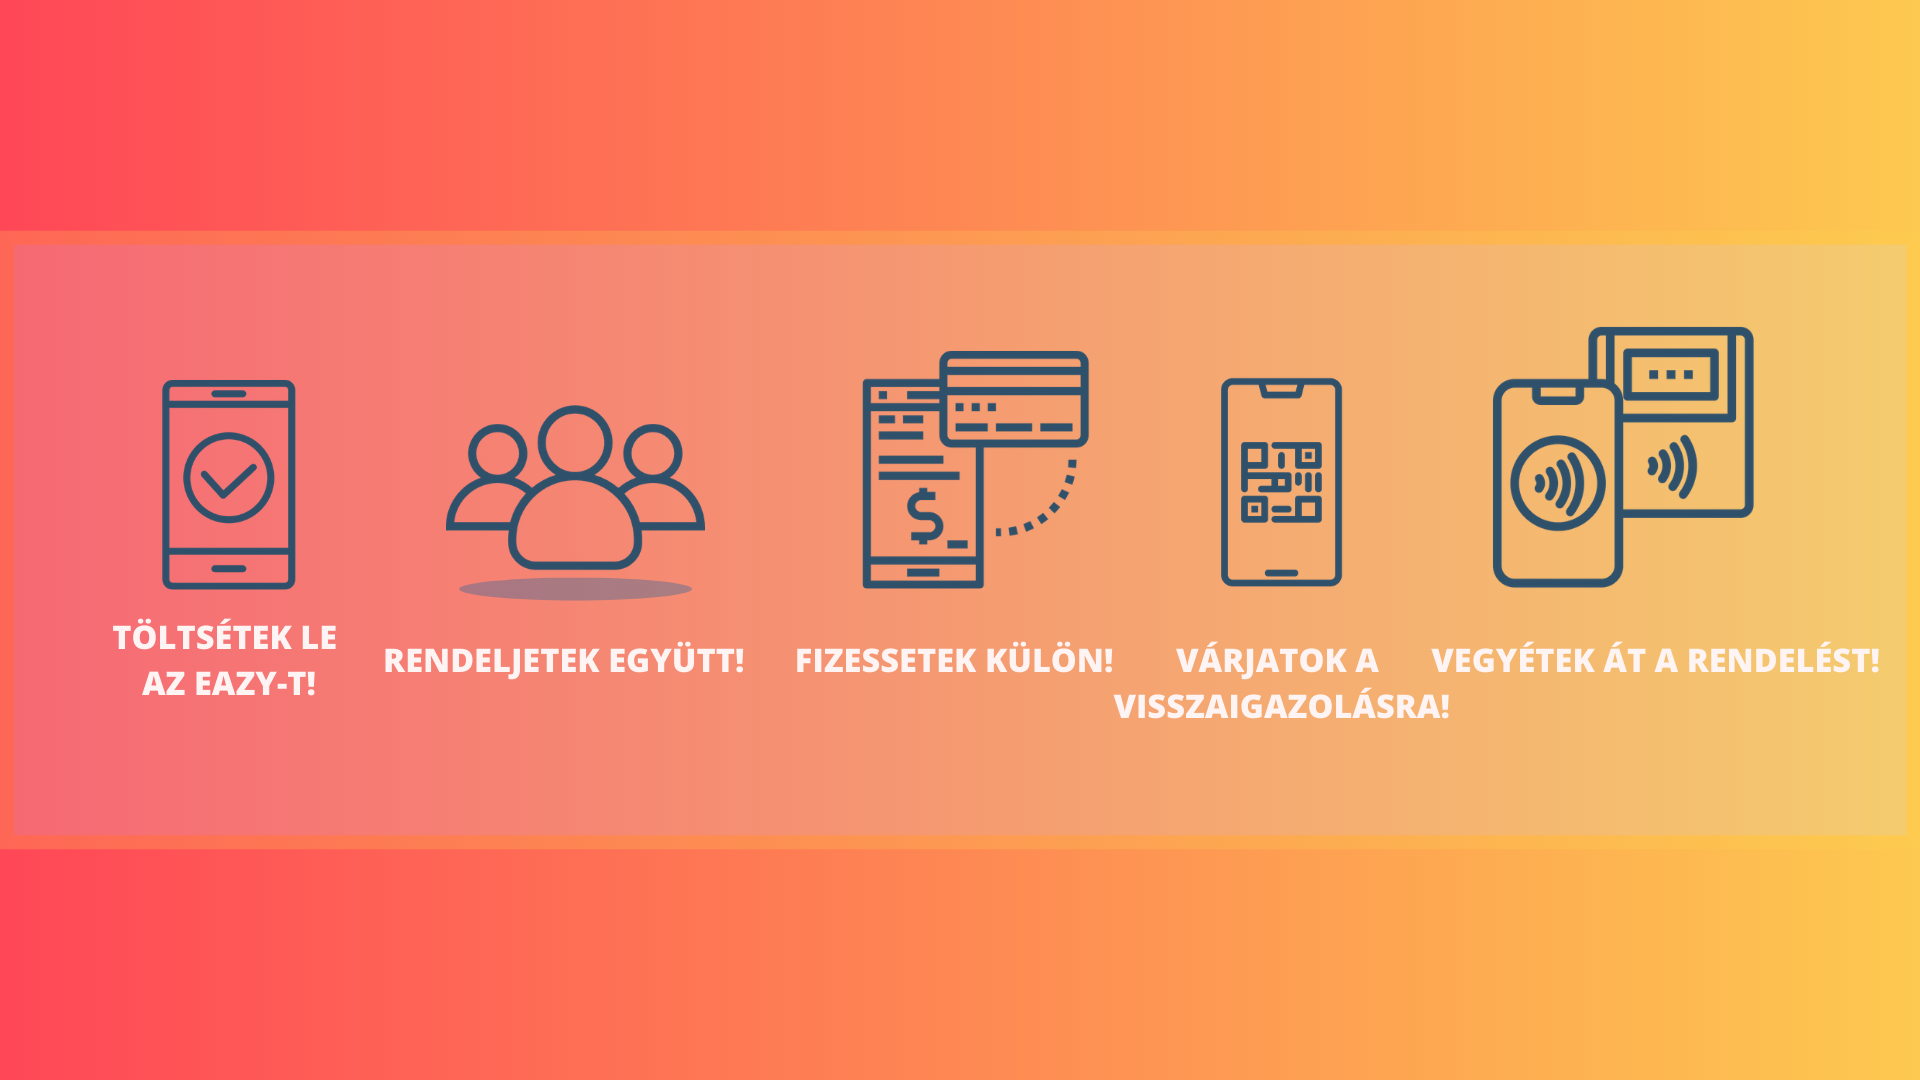 TÖLTSÉTEK LE
AZ EAZY-T!
RENDELJETEK EGYÜTT!
FIZESSETEK KÜLÖN!
VÁRJATOK A
VISSZAIGAZOLÁSRA!
VEGYÉTEK ÁT A RENDELÉST!